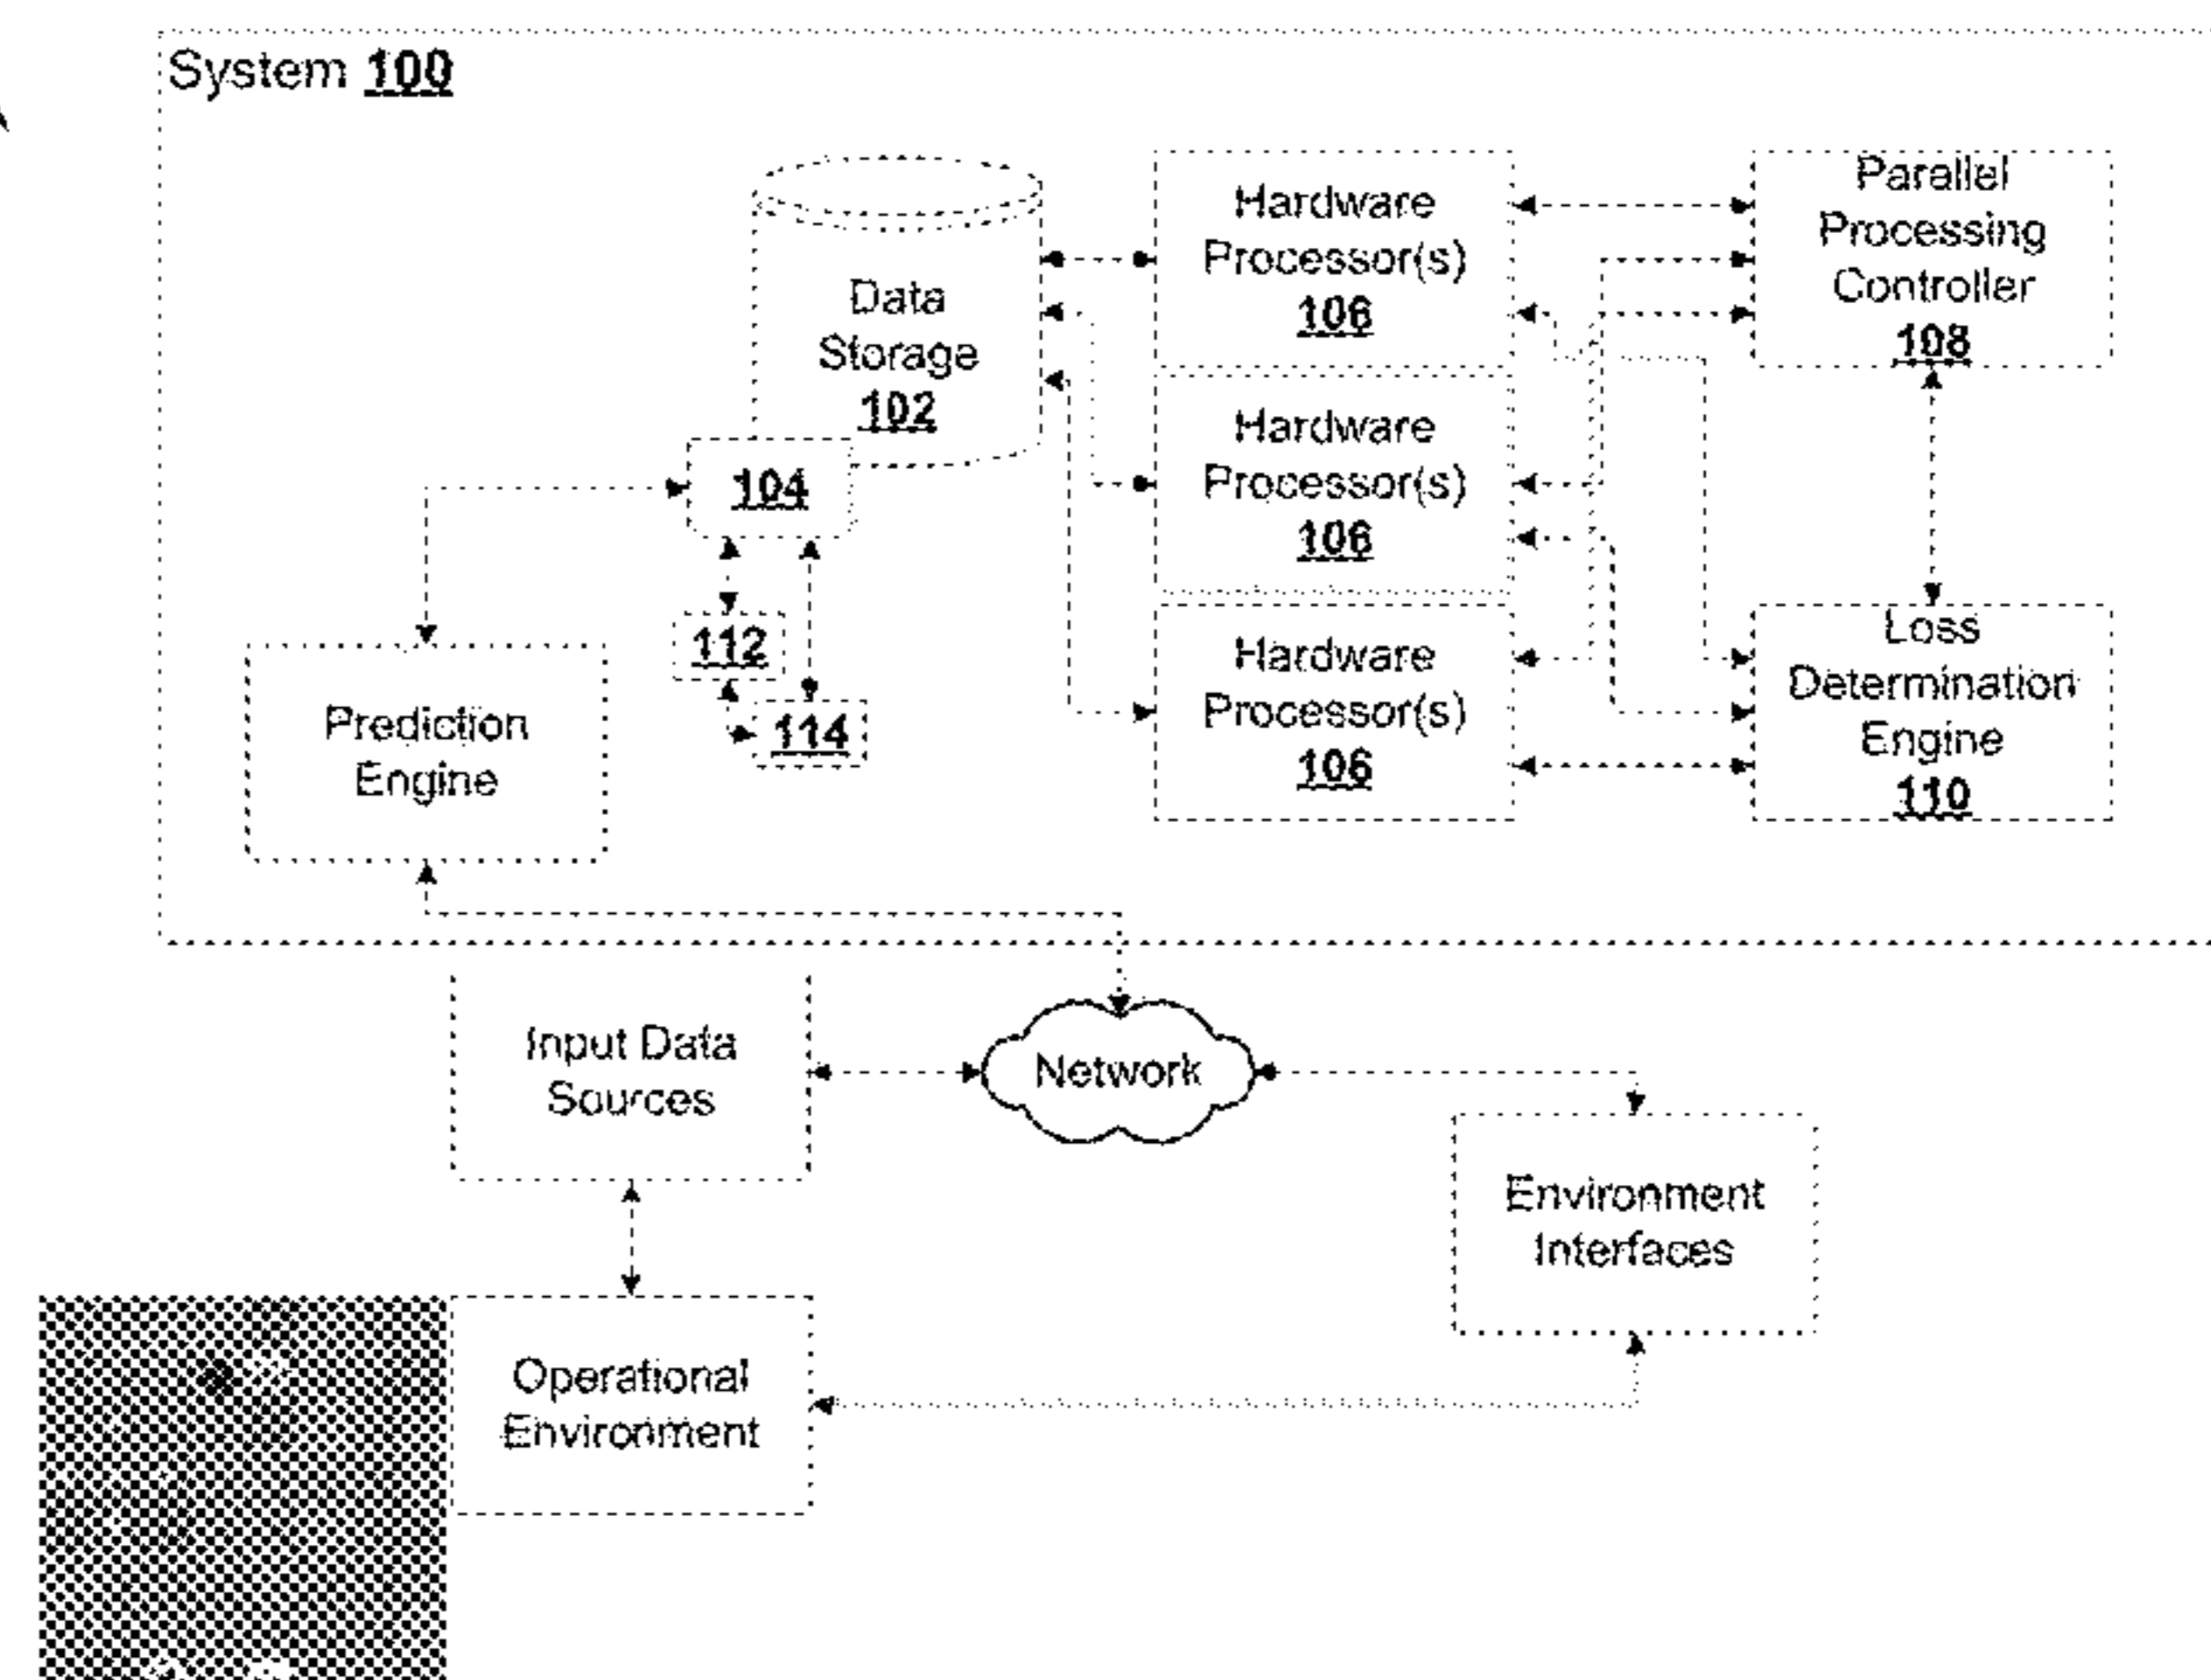 System 100
Data
Storage
102
Hardware
Processor(s)
106
Parallel
Processing
Controller
108
104
Hardware
Processor(s)
106
112
114
Prediction
Engine
Hardware
Processor(s)
106
Loss
Determination
Engine
110
Input Data
Sources
Network
Environment
Interfaces
Operational
Environment